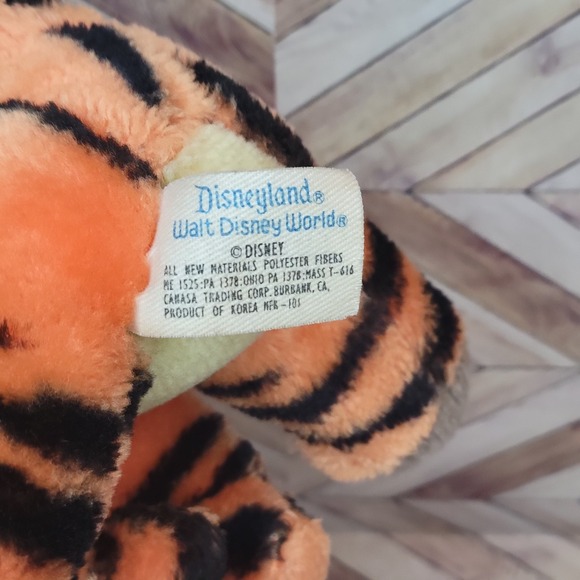 Disneyland®
Walt Disney World®
© DISNEY
ALL NEW MATERIALS POLYESTER FIBERS
ME 1525:PA 1378:OHIO PA 1378:MASS T-616
CANASA TRADING CORP. BURBANK, CA,
PRODUCT OF KOREA NFR-101